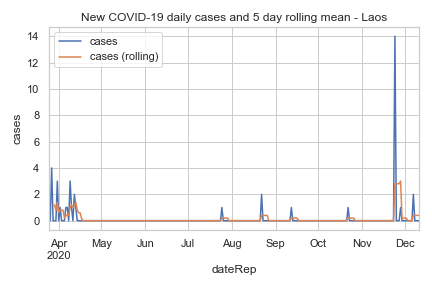 New COVID-19 daily cases and 5 day rolling mean - Laos
cases
cases (rolling)
14
12
10
8
6
4
2
0
cases
Apr May Jun Jul Aug Sep Oct Nov Dec
2020
dateRep